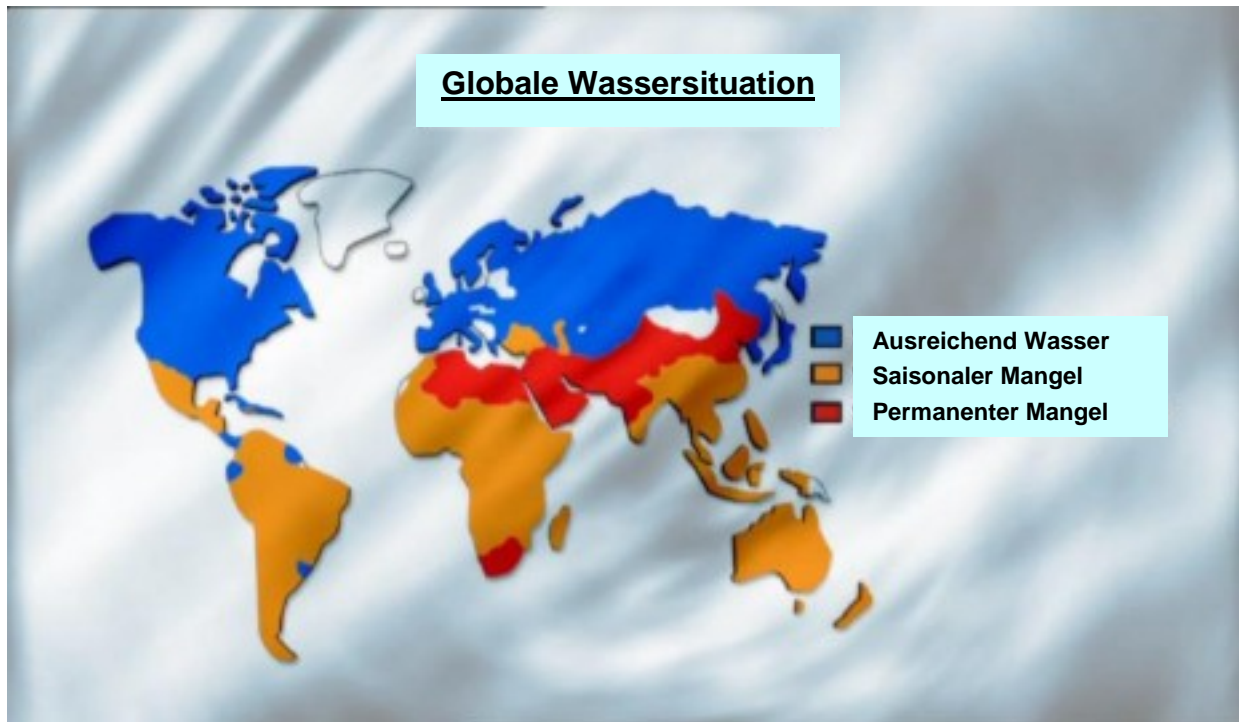 Globale Wassersituation
Ausreichend Wasser
Saisonaler Mangel
Permanenter Mangel